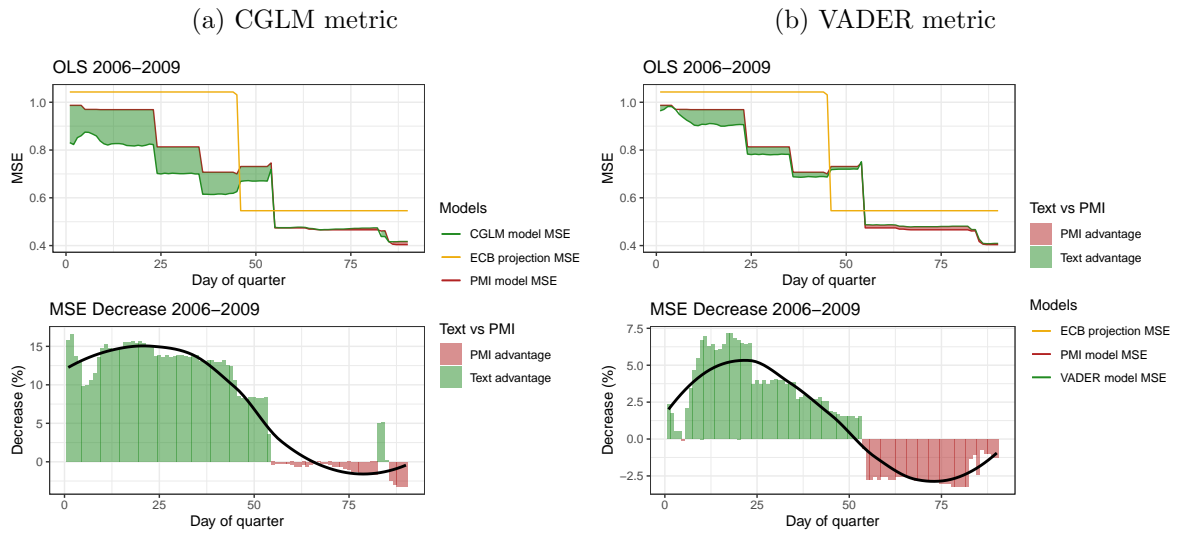 (a) CGLM metric
OLS 2006–2009
MSE
1.0
0.8
0.6
0.4
0
25
50
75
Day of quarter
MSE Decrease 2006–2009
Decrease (%)
15
10
5
0
0
25
50
75
Day of quarter
Models
CGLM model MSE
ECB projection MSE
PMI model MSE
Text vs PMI
PMI advantage
Text advantage
(b) VADER metric
OLS 2006–2009
MSE
1.0
0.8
0.6
0.4
0
25
50
75
Day of quarter
MSE Decrease 2006–2009
Decrease (%)
7.5
5.0
2.5
0.0
−2.5
0
25
50
75
Day of quarter
Text vs PMI
PMI advantage
Text advantage
Models
ECB projection MSE
PMI model MSE
VADER model MSE